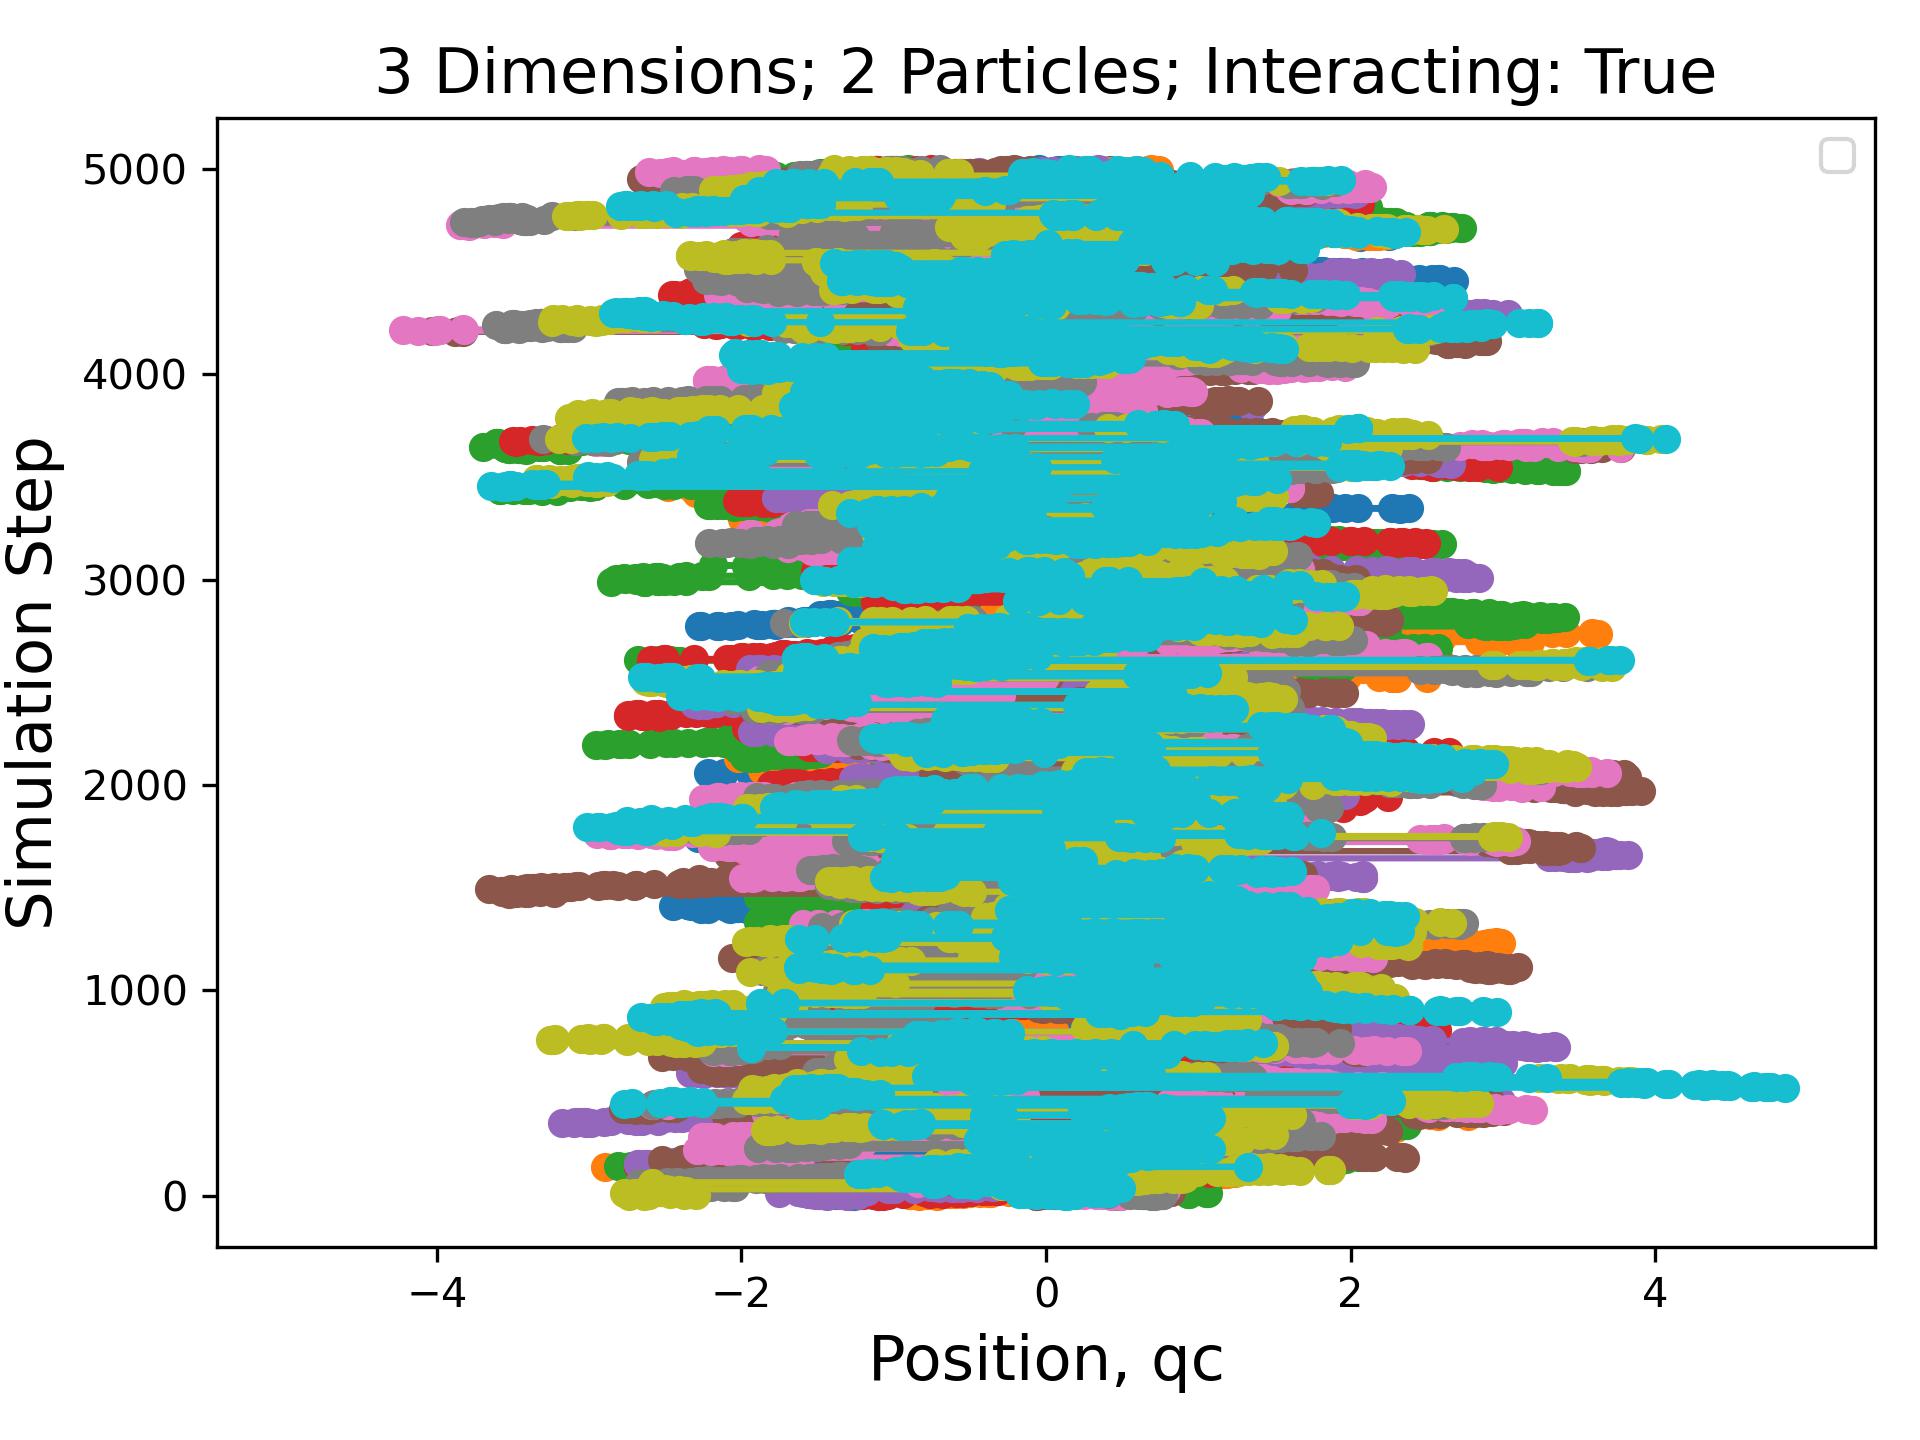 3 Dimensions; 2 Particles; Interacting: True
5000
4000
3000
2000
1000
0
Simulation Step
−4 −2 0 2 4
Position, qc